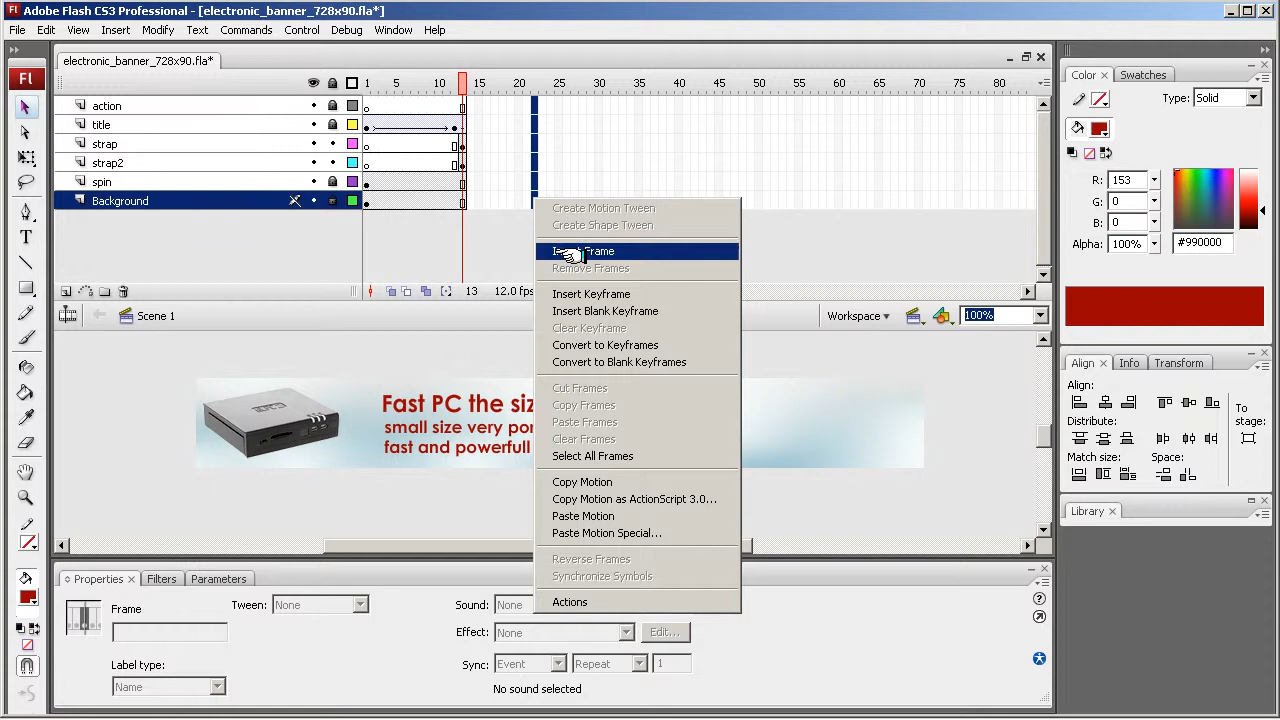 Adobe Flash CS3 Professional - [electronic_banner_728x90.fla*]
File Edit View Insert Modify Text Commands Control Debug Window Help
electronic_banner_728x90.fla*
1 5 10 15 20 25 30 35 40 45 50 55 60 65 70 75 80
action
title
strap
strap2
spin
Background
13 12.0 fps
Scene 1
Workspace
100%
Create Motion Tween
Create Shape Tween
Insert Frame
Remove Frames
Insert Keyframe
Insert Blank Keyframe
Clear Keyframe
Convert to Keyframes
Convert to Blank Keyframes
Cut Frames
Copy Frames
Paste Frames
Clear Frames
Select All Frames
Copy Motion
Copy Motion as ActionScript 3.0...
Paste Motion
Paste Motion Special...
Reverse Frames
Synchronize Symbols
Actions
Fast PC the siz
small size very por
fast and powerfull
Properties Filters Parameters
Frame
Tween: None
Label type:
Name
Sound: None
Effect: None Edit...
Sync: Event Repeat 1
No sound selected
Fl
Color Swatches
Type: Solid
R: 153
G: 0
B: 0
Alpha: 100%
#990000
Align Info Transform
Align:
Distribute:
Match size:
Space:
To stage:
Library